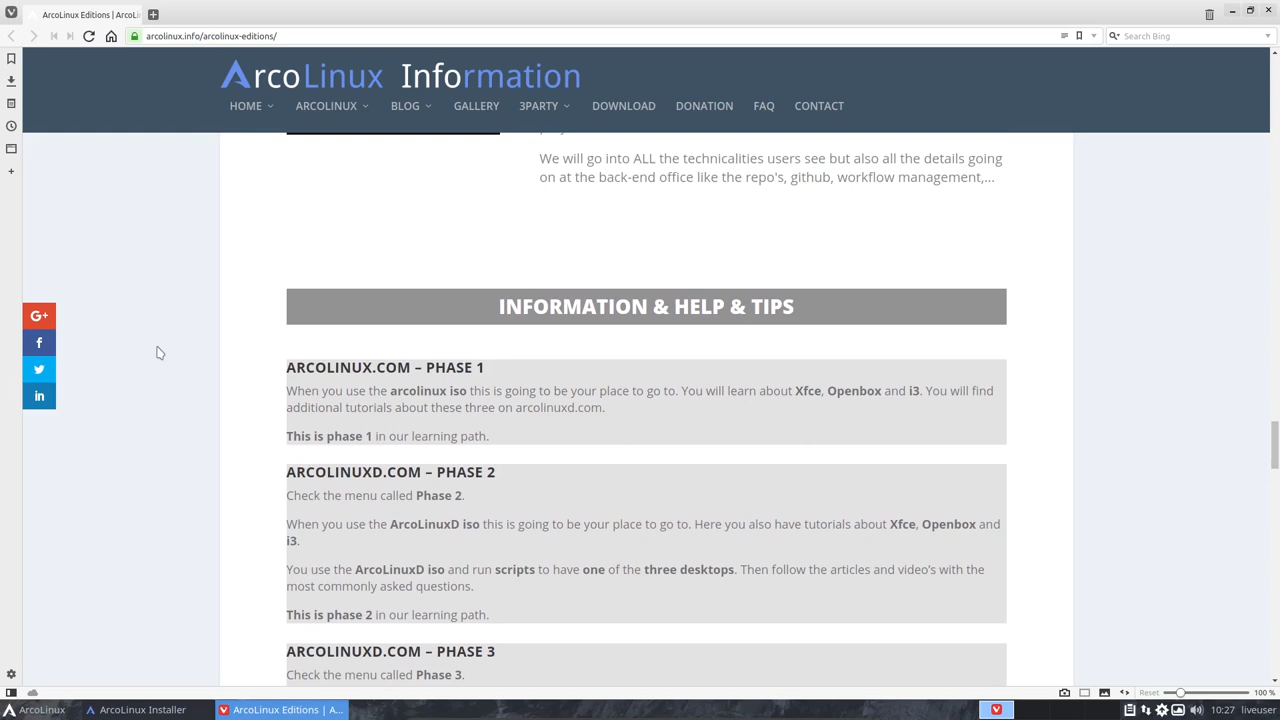 ArcoLinux Editions | ArcoLi
arcolinux.info/arcolinux-editions/
Search Bing
ArcoLinux Information
HOME ARCOLINUX BLOG GALLERY 3PARTY DOWNLOAD DONATION FAQ CONTACT
We will go into ALL the technicalities users see but also all the details going
on at the back-end office like the repo's, github, workflow management,...
INFORMATION & HELP & TIPS
G+
f
in
ARCOLINUX.COM – PHASE 1
When you use the arcolinux iso this is going to be your place to go to. You will learn about Xfce, Openbox and i3. You will find
additional tutorials about these three on arcolinuxd.com.
This is phase 1 in our learning path.
ARCOLINUXD.COM – PHASE 2
Check the menu called Phase 2.
When you use the ArcoLinuxD iso this is going to be your place to go to. Here you also have tutorials about Xfce, Openbox and
i3.
You use the ArcoLinuxD iso and run scripts to have one of the three desktops. Then follow the articles and video’s with the
most commonly asked questions.
This is phase 2 in our learning path.
ARCOLINUXD.COM – PHASE 3
Check the menu called Phase 3.
Reset 100 %
ArcoLinux ArcoLinux Installer ArcoLinux Editions | A... 10:27 liveuser